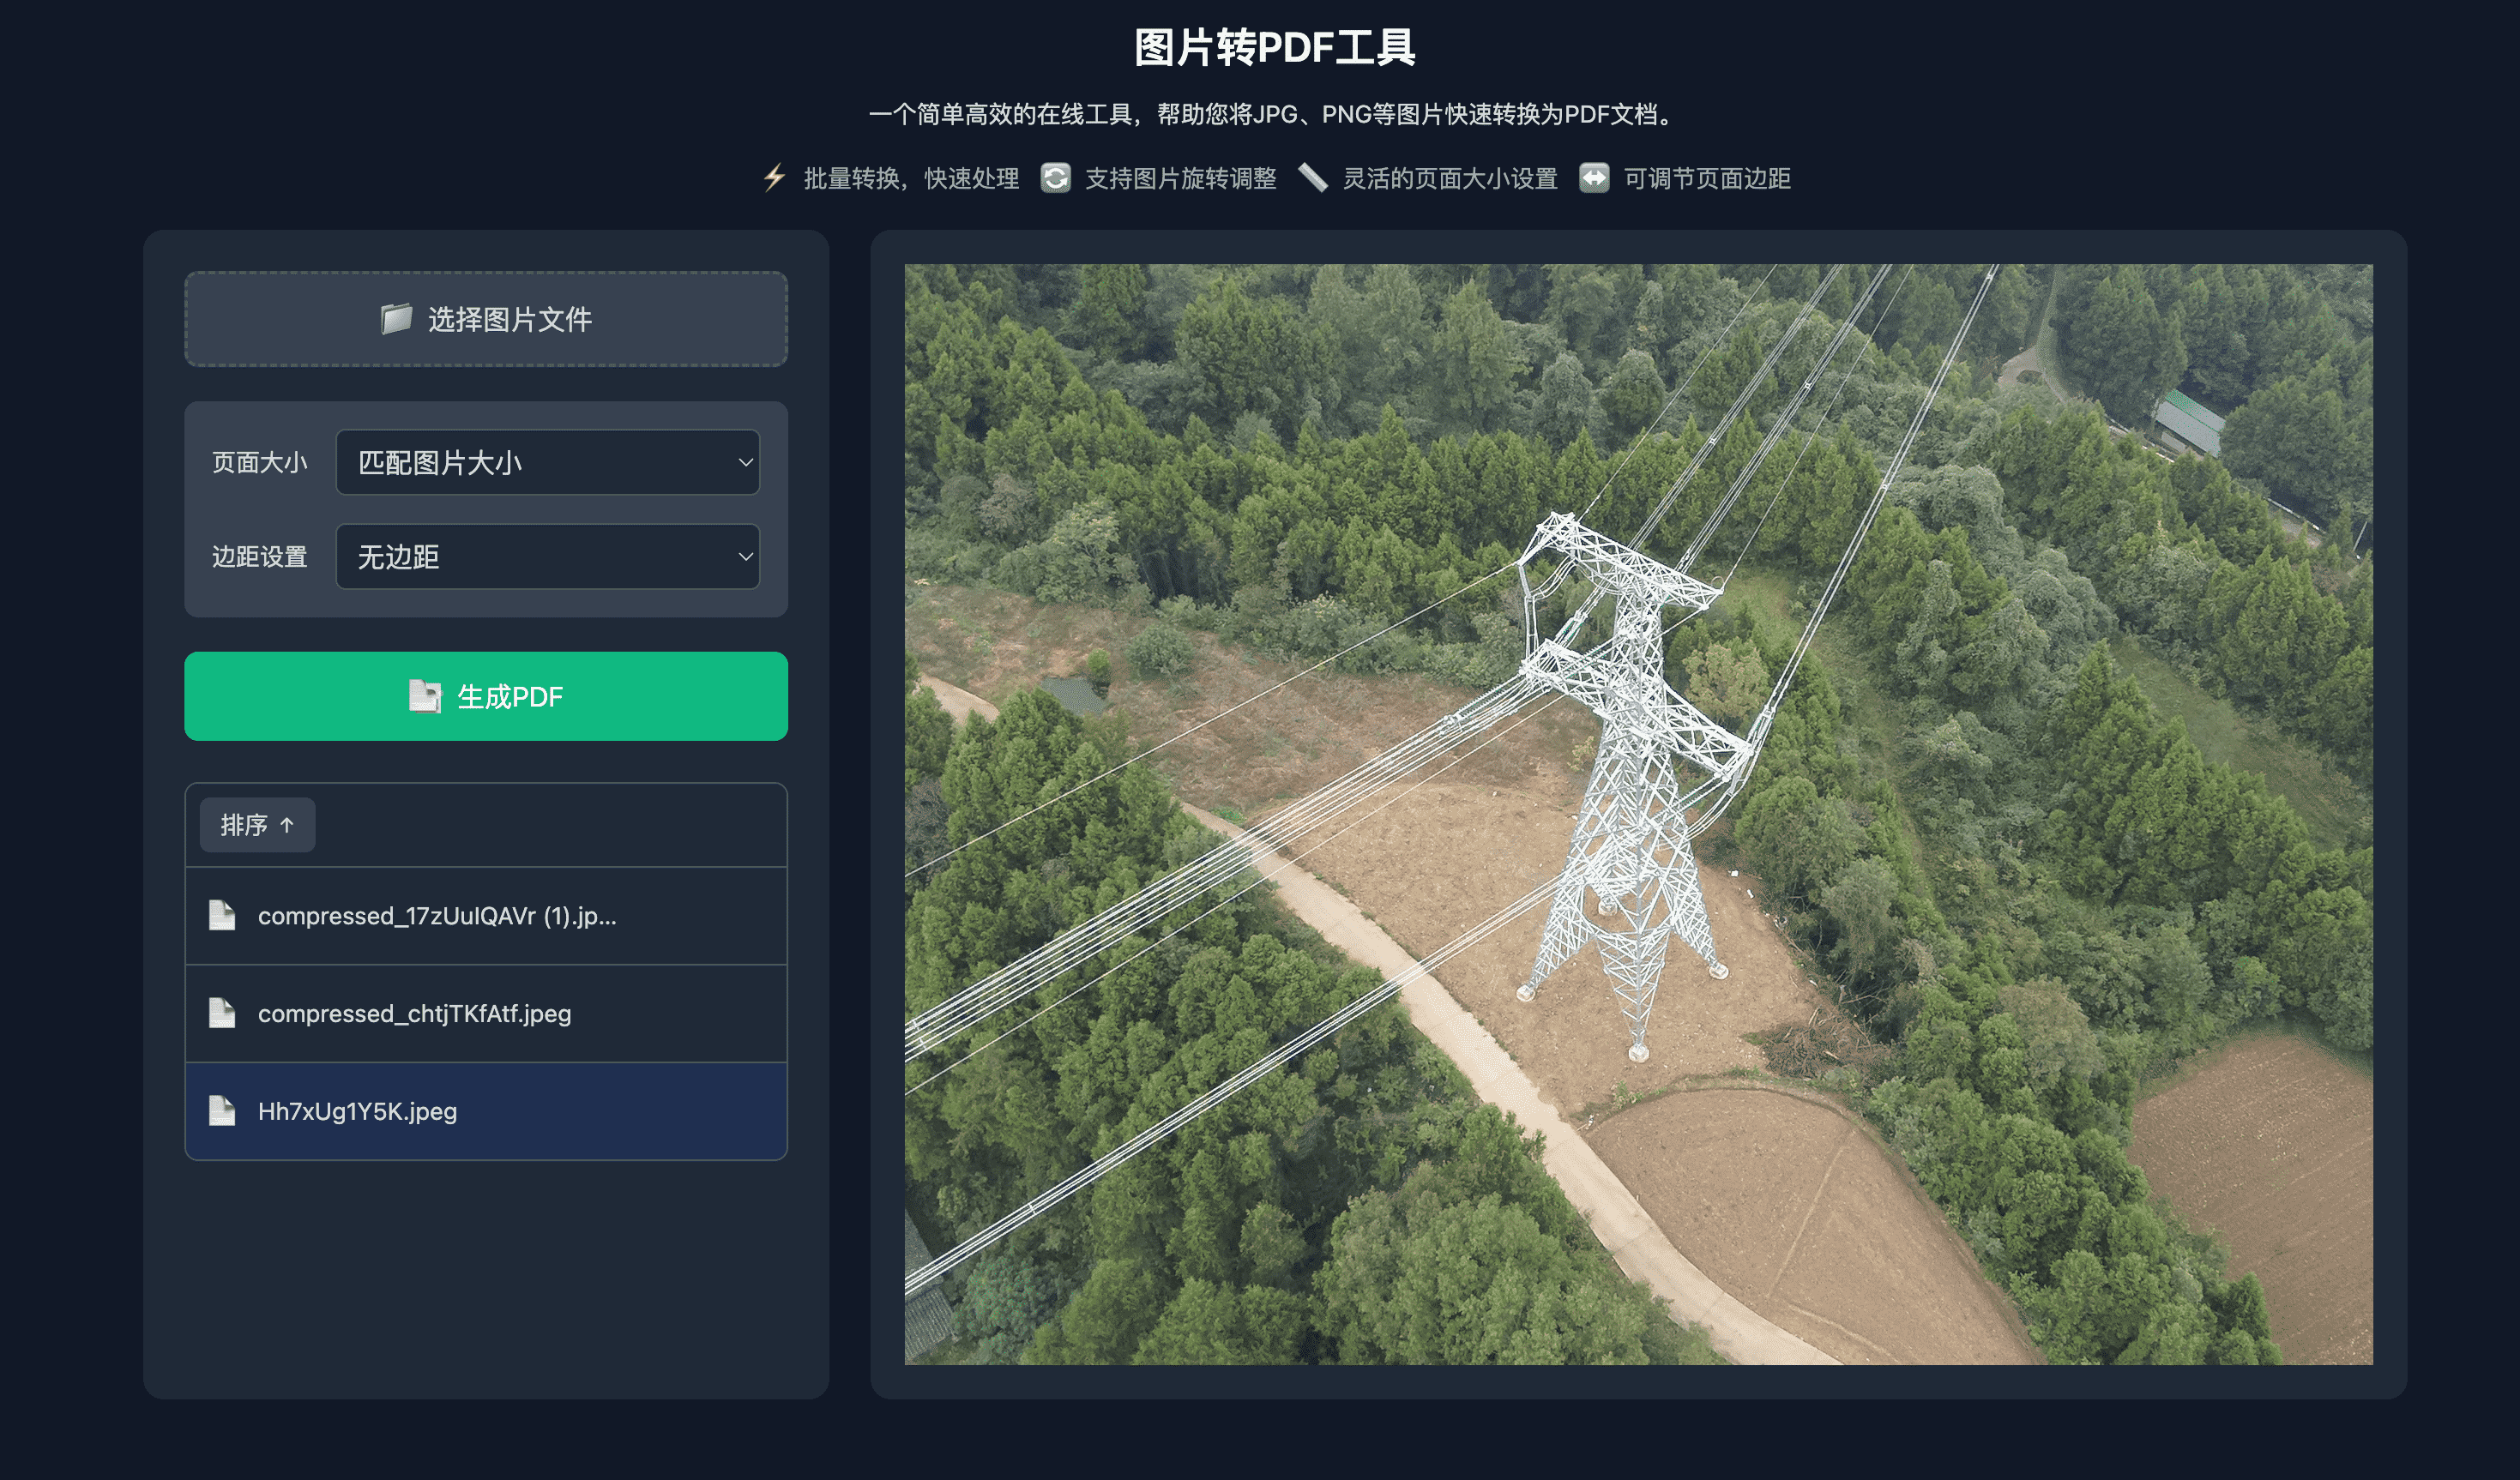 图片转PDF工具
一个简单高效的在线工具，帮助您将JPG、PNG等图片快速转换为PDF文档。
批量转换，快速处理 支持图片旋转调整 灵活的页面大小设置 可调节页面边距
选择图片文件
页面大小 匹配图片大小
边距设置 无边距
生成PDF
排序 ↑
compressed_17zUuIQAVr (1).jp...
compressed_chtjTKfAtf.jpeg
Hh7xUg1Y5K.jpeg